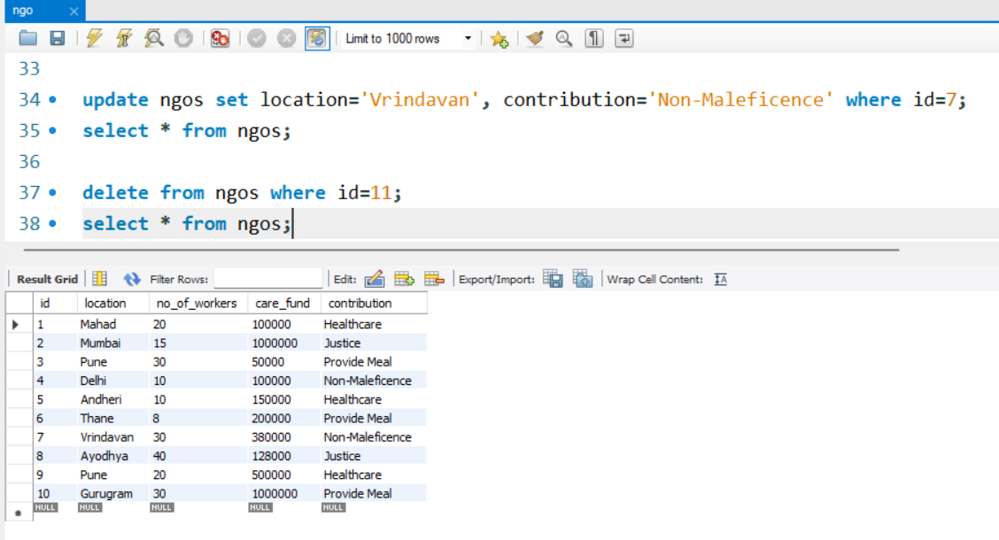 ngo
Limit to 1000 rows
33
34 update ngos set location='Vrindavan', contribution='Non-Maleficence' where id=7;
35 select * from ngos;
36
37 delete from ngos where id=11;
38 select * from ngos;
Result Grid Filter Rows: Edit: Export/Import: Wrap Cell Content: IA
id location no_of_workers care_fund contribution
1 Mahad 20 100000 Healthcare
2 Mumbai 15 1000000 Justice
3 Pune 30 50000 Provide Meal
4 Delhi 10 100000 Non-Maleficence
5 Andheri 10 150000 Healthcare
6 Thane 8 200000 Provide Meal
7 Vrindavan 30 380000 Non-Maleficence
8 Ayodhya 40 128000 Justice
9 Pune 20 500000 Healthcare
10 Gurugram 30 1000000 Provide Meal
NULL NULL NULL NULL NULL